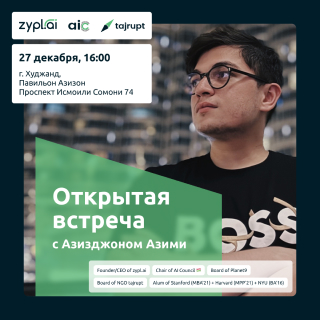 zypl.ai aic tajrupt
27 декабря, 16:00
г. Худжанд,
Павильон Азизон
Проспект Исмоили Сомони 74
BOSS
Открытая
встреча
с Азизджоном Азими
Founder/CEO of zypl.ai Chair of AI Council Board of Planet9
Board of NGO tajrupt Alum of Stanford (MBA'21) + Harvard (MPP'21) + NYU (BA'16)